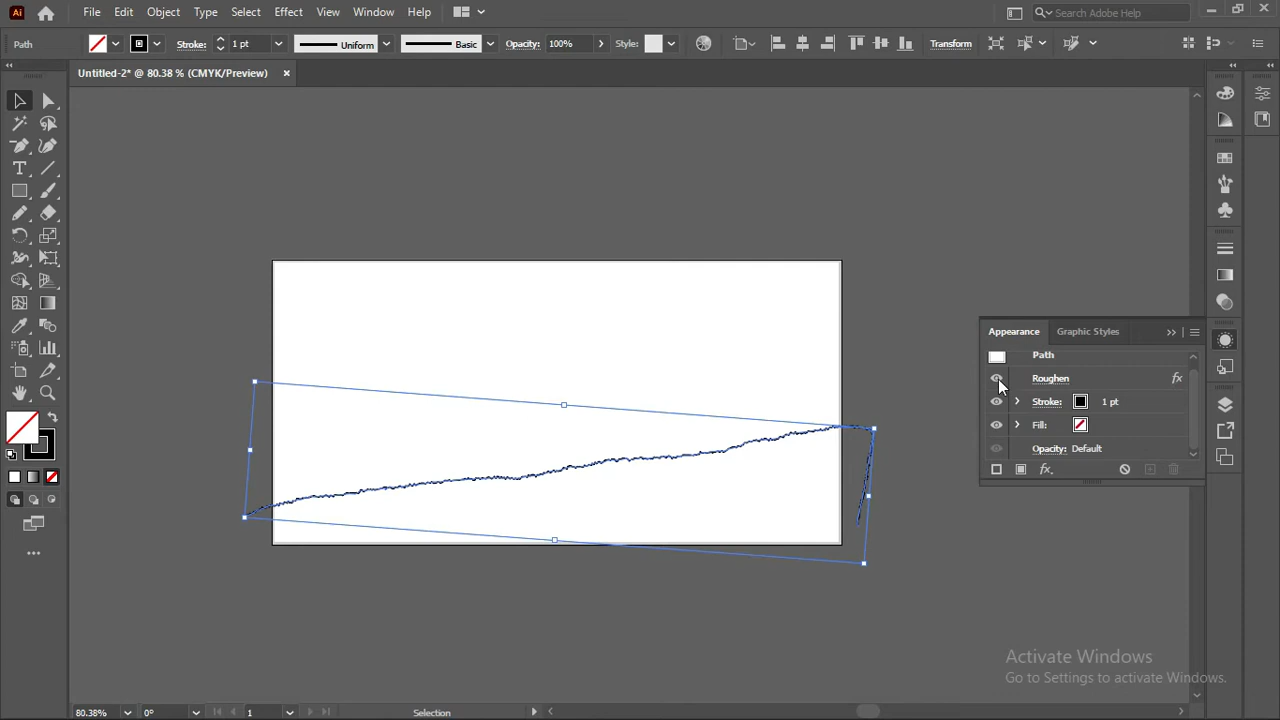 Ai File Edit Object Type Select Effect View Window Help Search Adobe Help
Path Stroke: 1 pt Uniform Basic Opacity: 100% Style: Transform
Untitled-2* @ 80.38 % (CMYK/Preview) ×
Appearance Graphic Styles
Path
Roughen fx
Stroke: 1 pt
Fill:
Opacity: Default
fx.
Activate Windows
Go to Settings to activate Windows.
80.38% 0° 1 Selection